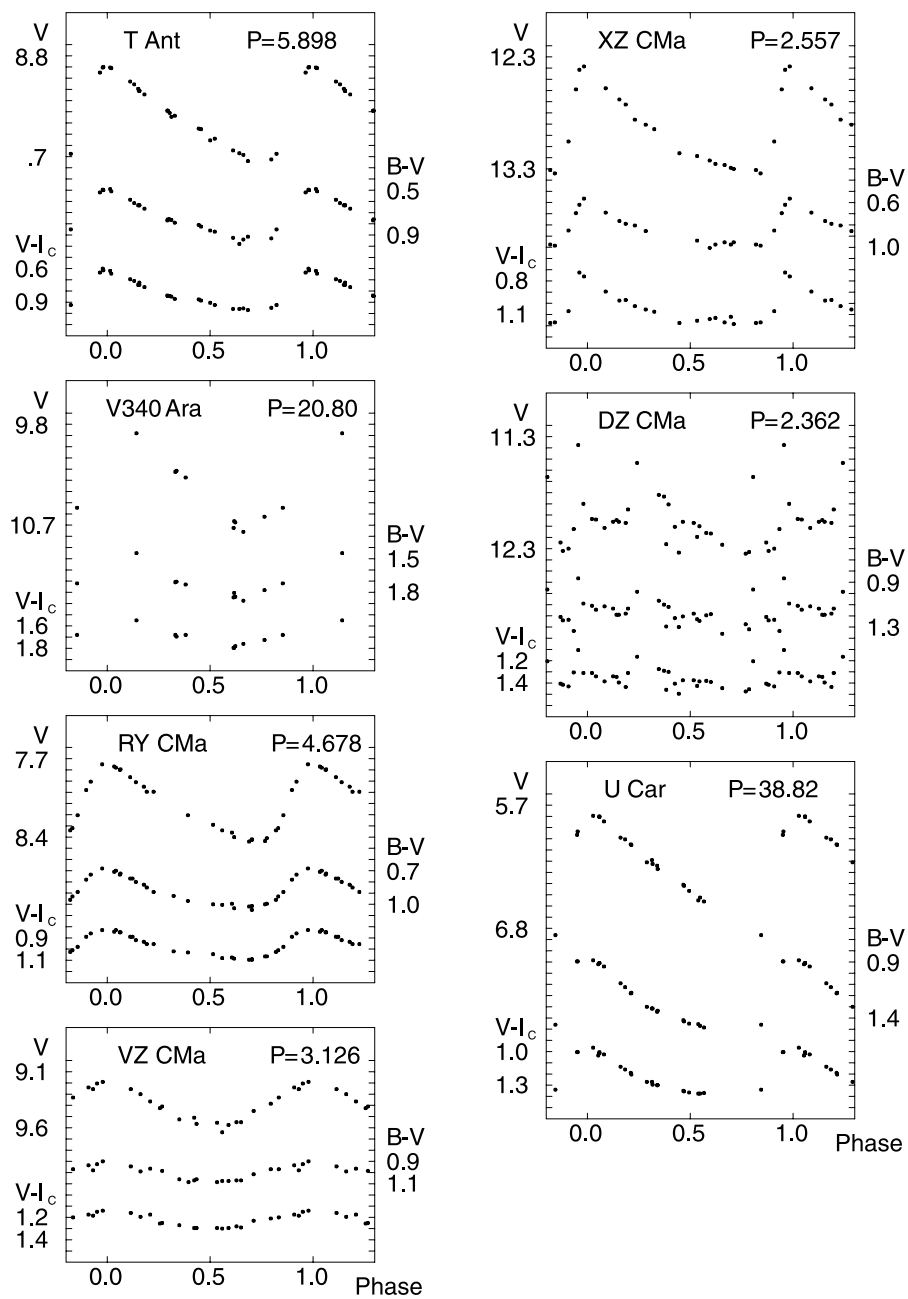 V
T Ant P=5.898
8.8
.7
B-V
0.5
0.9
V-Ic
0.6
0.9
0.0 0.5 1.0
V
V340 Ara P=20.80
9.8
10.7
B-V
1.5
1.8
V-Ic
1.6
1.8
0.0 0.5 1.0
V
RY CMa P=4.678
7.7
8.4
B-V
0.7
1.0
V-Ic
0.9
1.1
0.0 0.5 1.0
V
VZ CMa P=3.126
9.1
9.6
B-V
0.9
1.1
V-Ic
1.2
1.4
0.0 0.5 1.0
Phase
V
XZ CMa P=2.557
12.3
13.3
B-V
0.6
1.0
V-Ic
0.8
1.1
0.0 0.5 1.0
V
DZ CMa P=2.362
11.3
12.3
B-V
0.9
1.3
V-Ic
1.2
1.4
0.0 0.5 1.0
V
U Car P=38.82
5.7
6.8
B-V
0.9
1.4
V-Ic
1.0
1.3
0.0 0.5 1.0
Phase